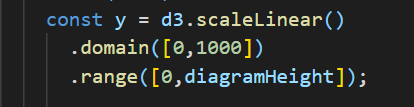 const y = d3.scaleLinear()
.domain([0,1000])
.range([0,diagramHeight]);